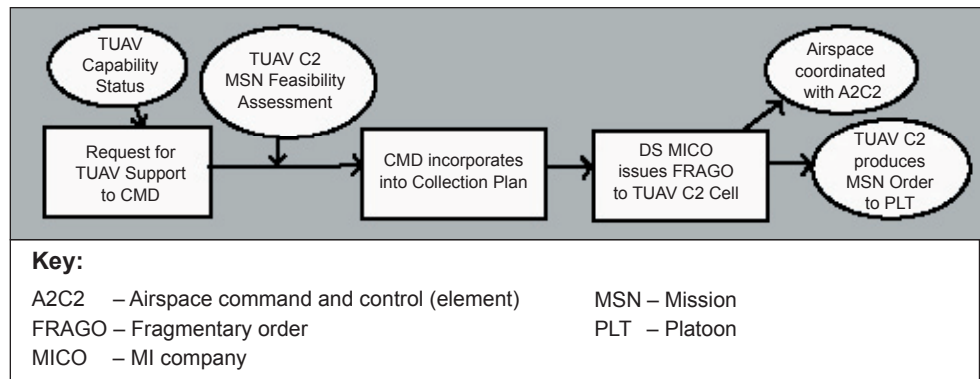 TUAV
Capability
Status
TUAV C2
MSN Feasibility
Assessment
Request for
TUAV Support
to CMD
CMD incorporates
into Collection Plan
DS MICO
issues FRAGO
to TUAV C2 Cell
Airspace
coordinated
with A2C2
TUAV C2
produces
MSN Order
to PLT
Key:
A2C2 – Airspace command and control (element)
FRAGO – Fragmentary order
MICO – MI company
MSN – Mission
PLT – Platoon